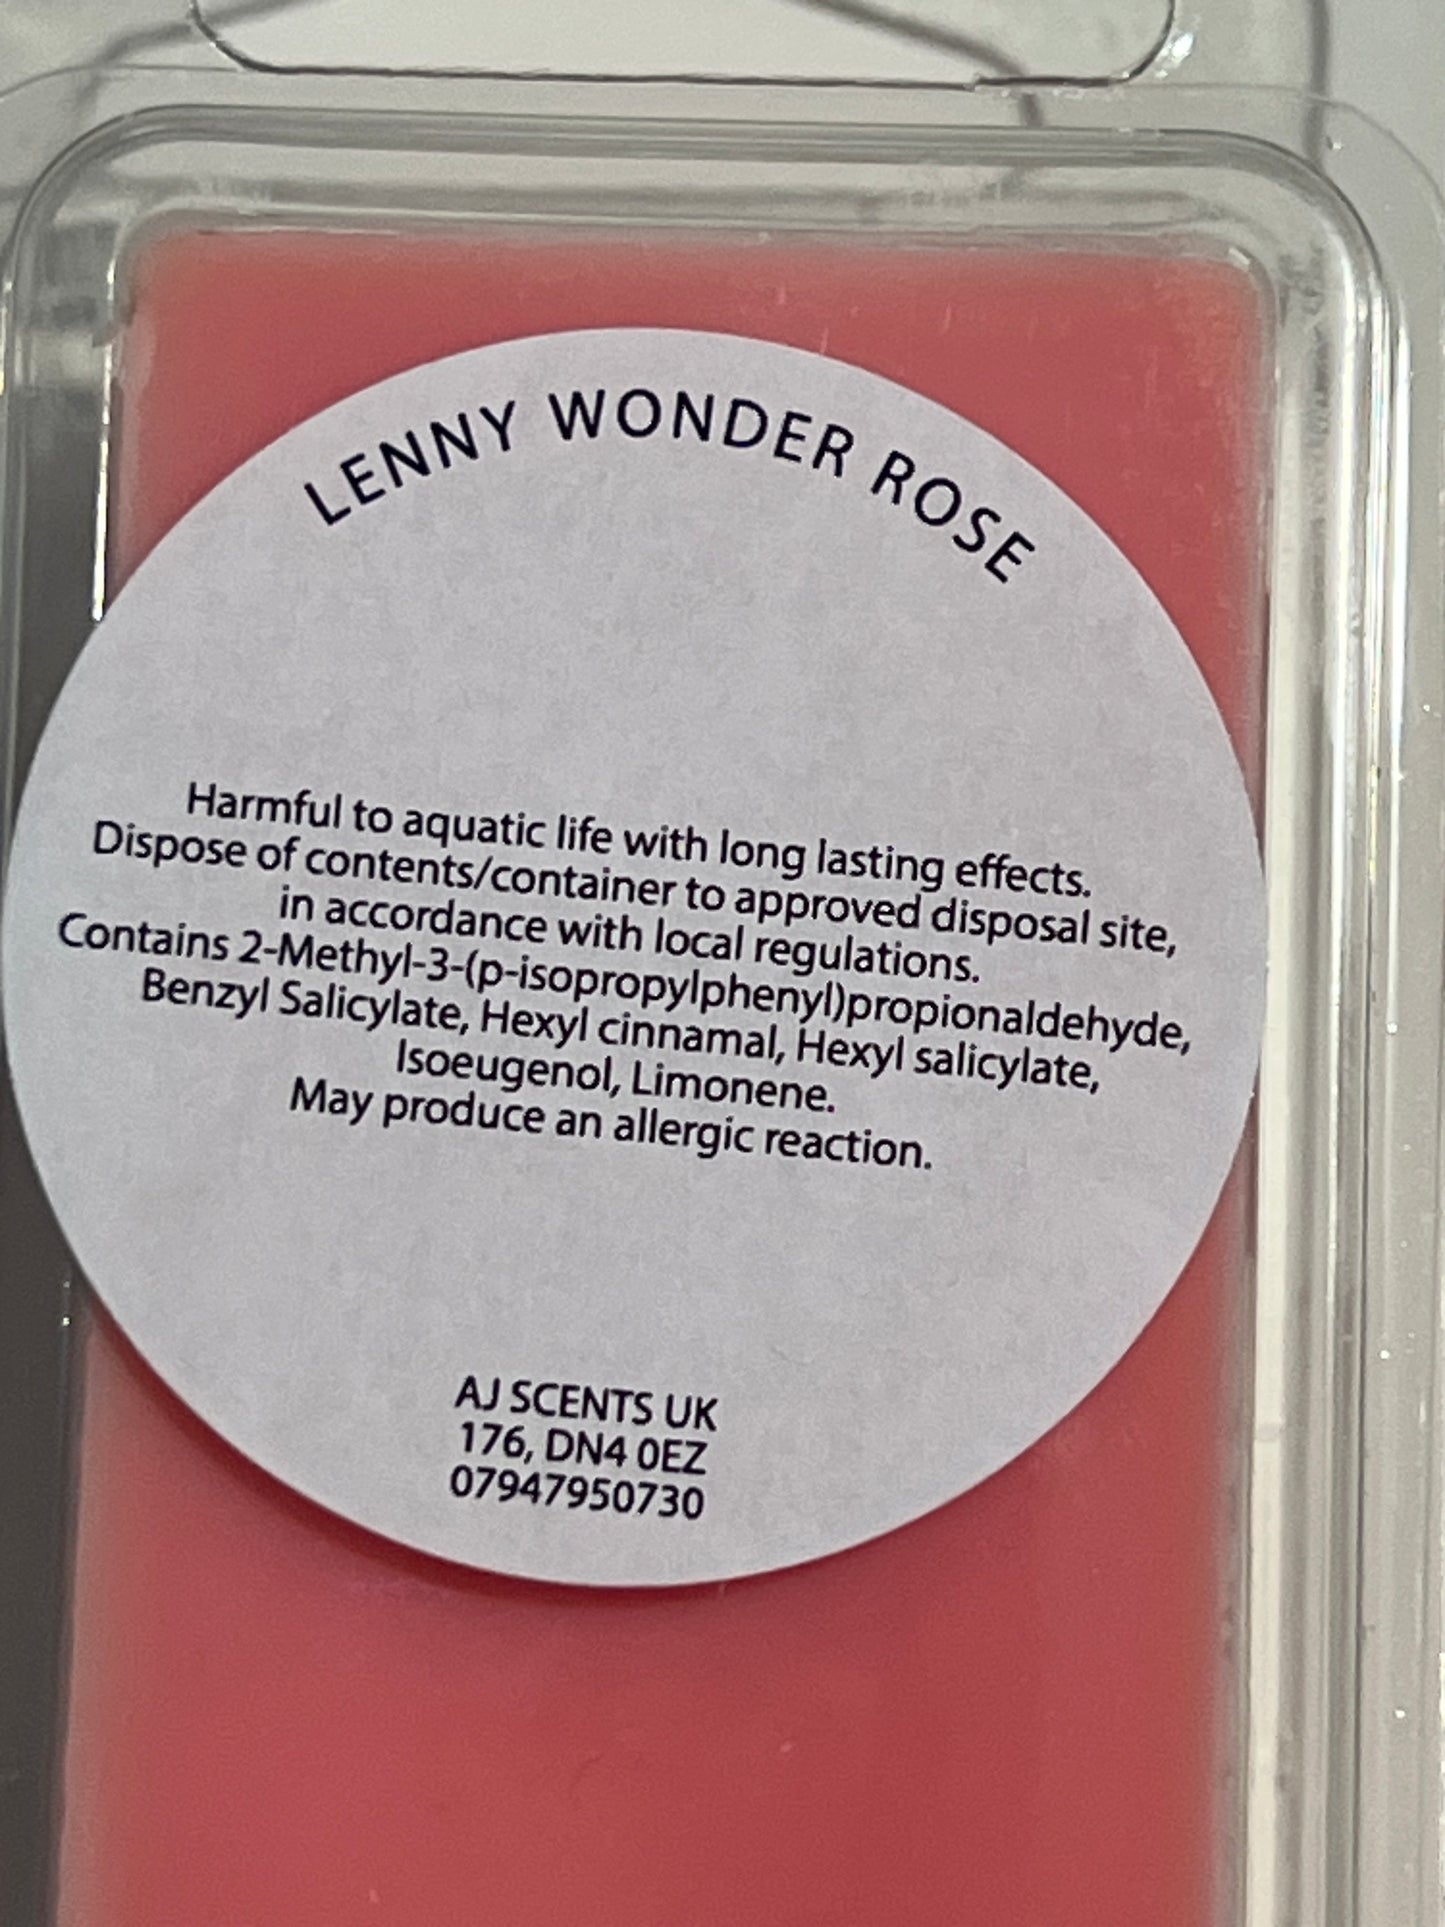 LENNY WONDER ROSE
Harmful to aquatic life with long lasting effects.
Dispose of contents/container to approved disposal site,
in accordance with local regulations.
Contains 2-Methyl-3-(p-isopropylphenyl)propionaldehyde,
Benzyl Salicylate, Hexyl cinnamal, Hexyl salicylate,
Isoeugenol, Limonene.
May produce an allergic reaction.
AJ SCENTS UK
176, DN4 0EZ
07947950730